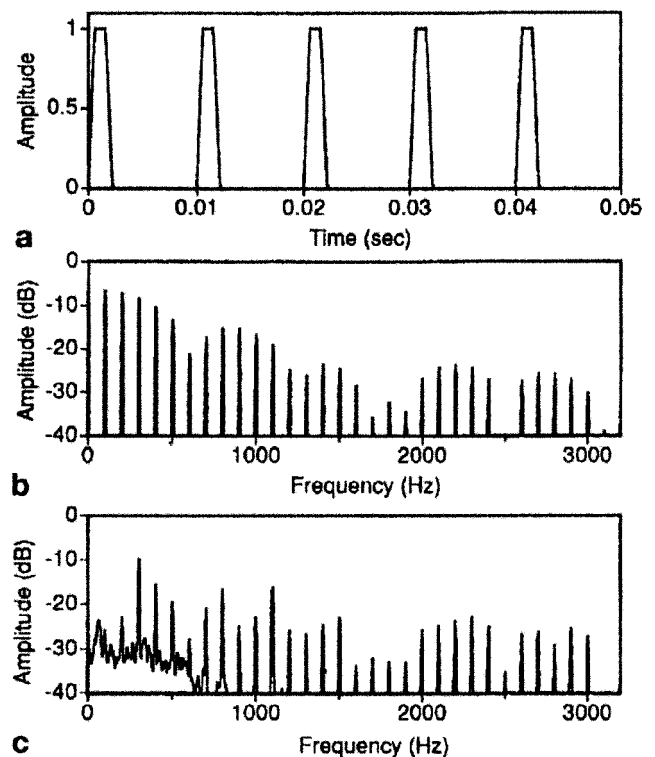 1
0.5
0
Amplitude
0 0.01 0.02 0.03 0.04 0.05
Time (sec)
a
0
-10
-20
-30
-40
Amplitude (dB)
0 1000 2000 3000
Frequency (Hz)
b
0
-10
-20
-30
-40
Amplitude (dB)
0 1000 2000 3000
Frequency (Hz)
c